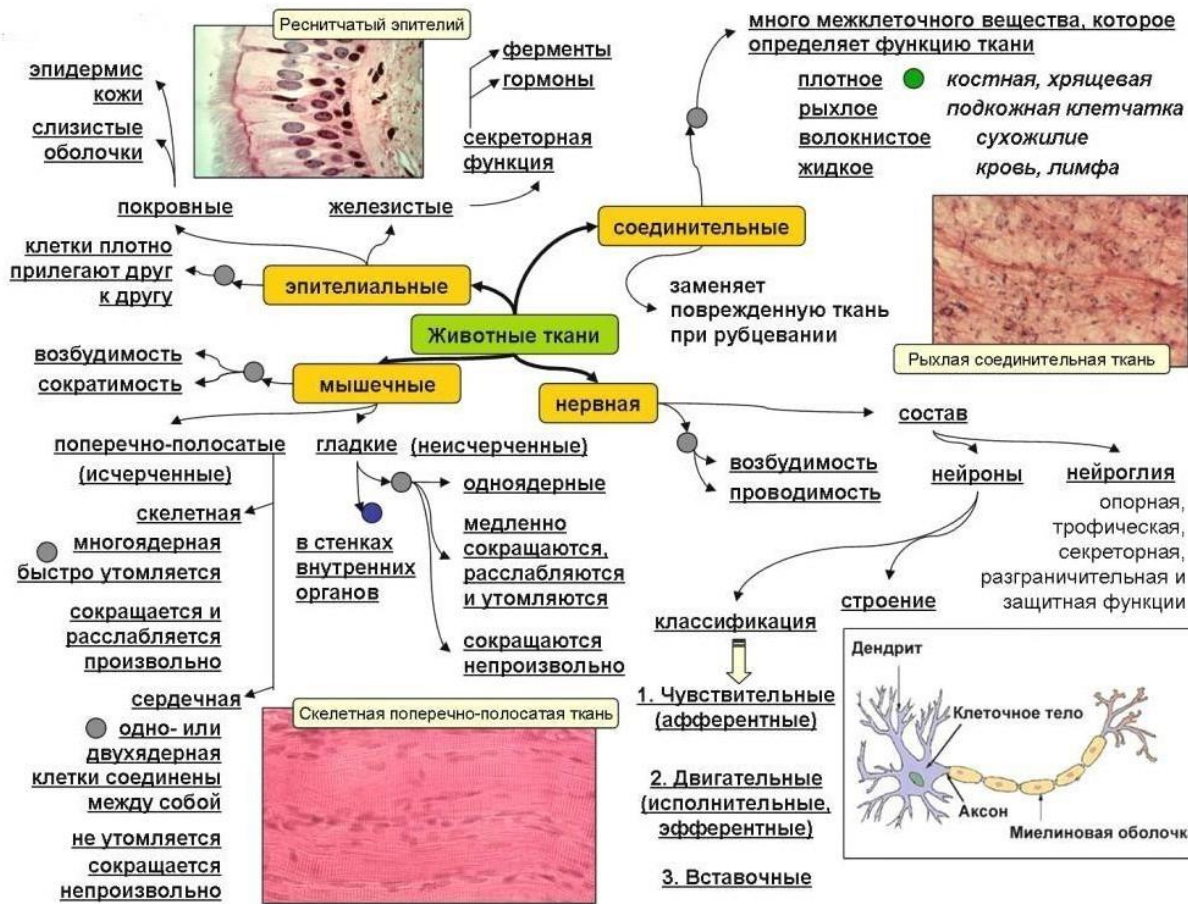 Реснитчатый эпителий
ферменты
гормоны
секреторная
функция
эпидермис
кожи
слизистые
оболочки
покровные
железистые
клетки плотно
прилегают друг
к другу
эпителиальные
много межклеточного вещества, которое
определяет функцию ткани
плотное костная, хрящевая
рыхлое подкожная клетчатка
волокнистое сухожилие
жидкое кровь, лимфа
соединительные
заменяет
поврежденную ткань
при рубцевании
Рыхлая соединительная ткань
Животные ткани
возбудимость
сократимость
мышечные
нервная
поперечно-полосатые
(исчерченные)
гладкие (неисчерченные)
скелетная
многоядерная
быстро утомляется
сокращается и
расслабляется
произвольно
сердечная
одно- или
двухядерная
клетки соединены
между собой
не утомляется
сокращается
непроизвольно
в стенках
внутренних
органов
одноядерные
медленно
сокращаются,
расслабляются
и утомляются
сокращаются
непроизвольно
Скелетная поперечно-полосатая ткань
возбудимость
проводимость
состав
нейроны
нейроглия
опорная,
трофическая,
секреторная,
разграничительная и
защитная функции
строение
классификация
1. Чувствительные
(афферентные)
2. Двигательные
(исполнительные,
эфферентные)
3. Вставочные
Дендрит
Клеточное тело
Аксон
Миелиновая оболочка